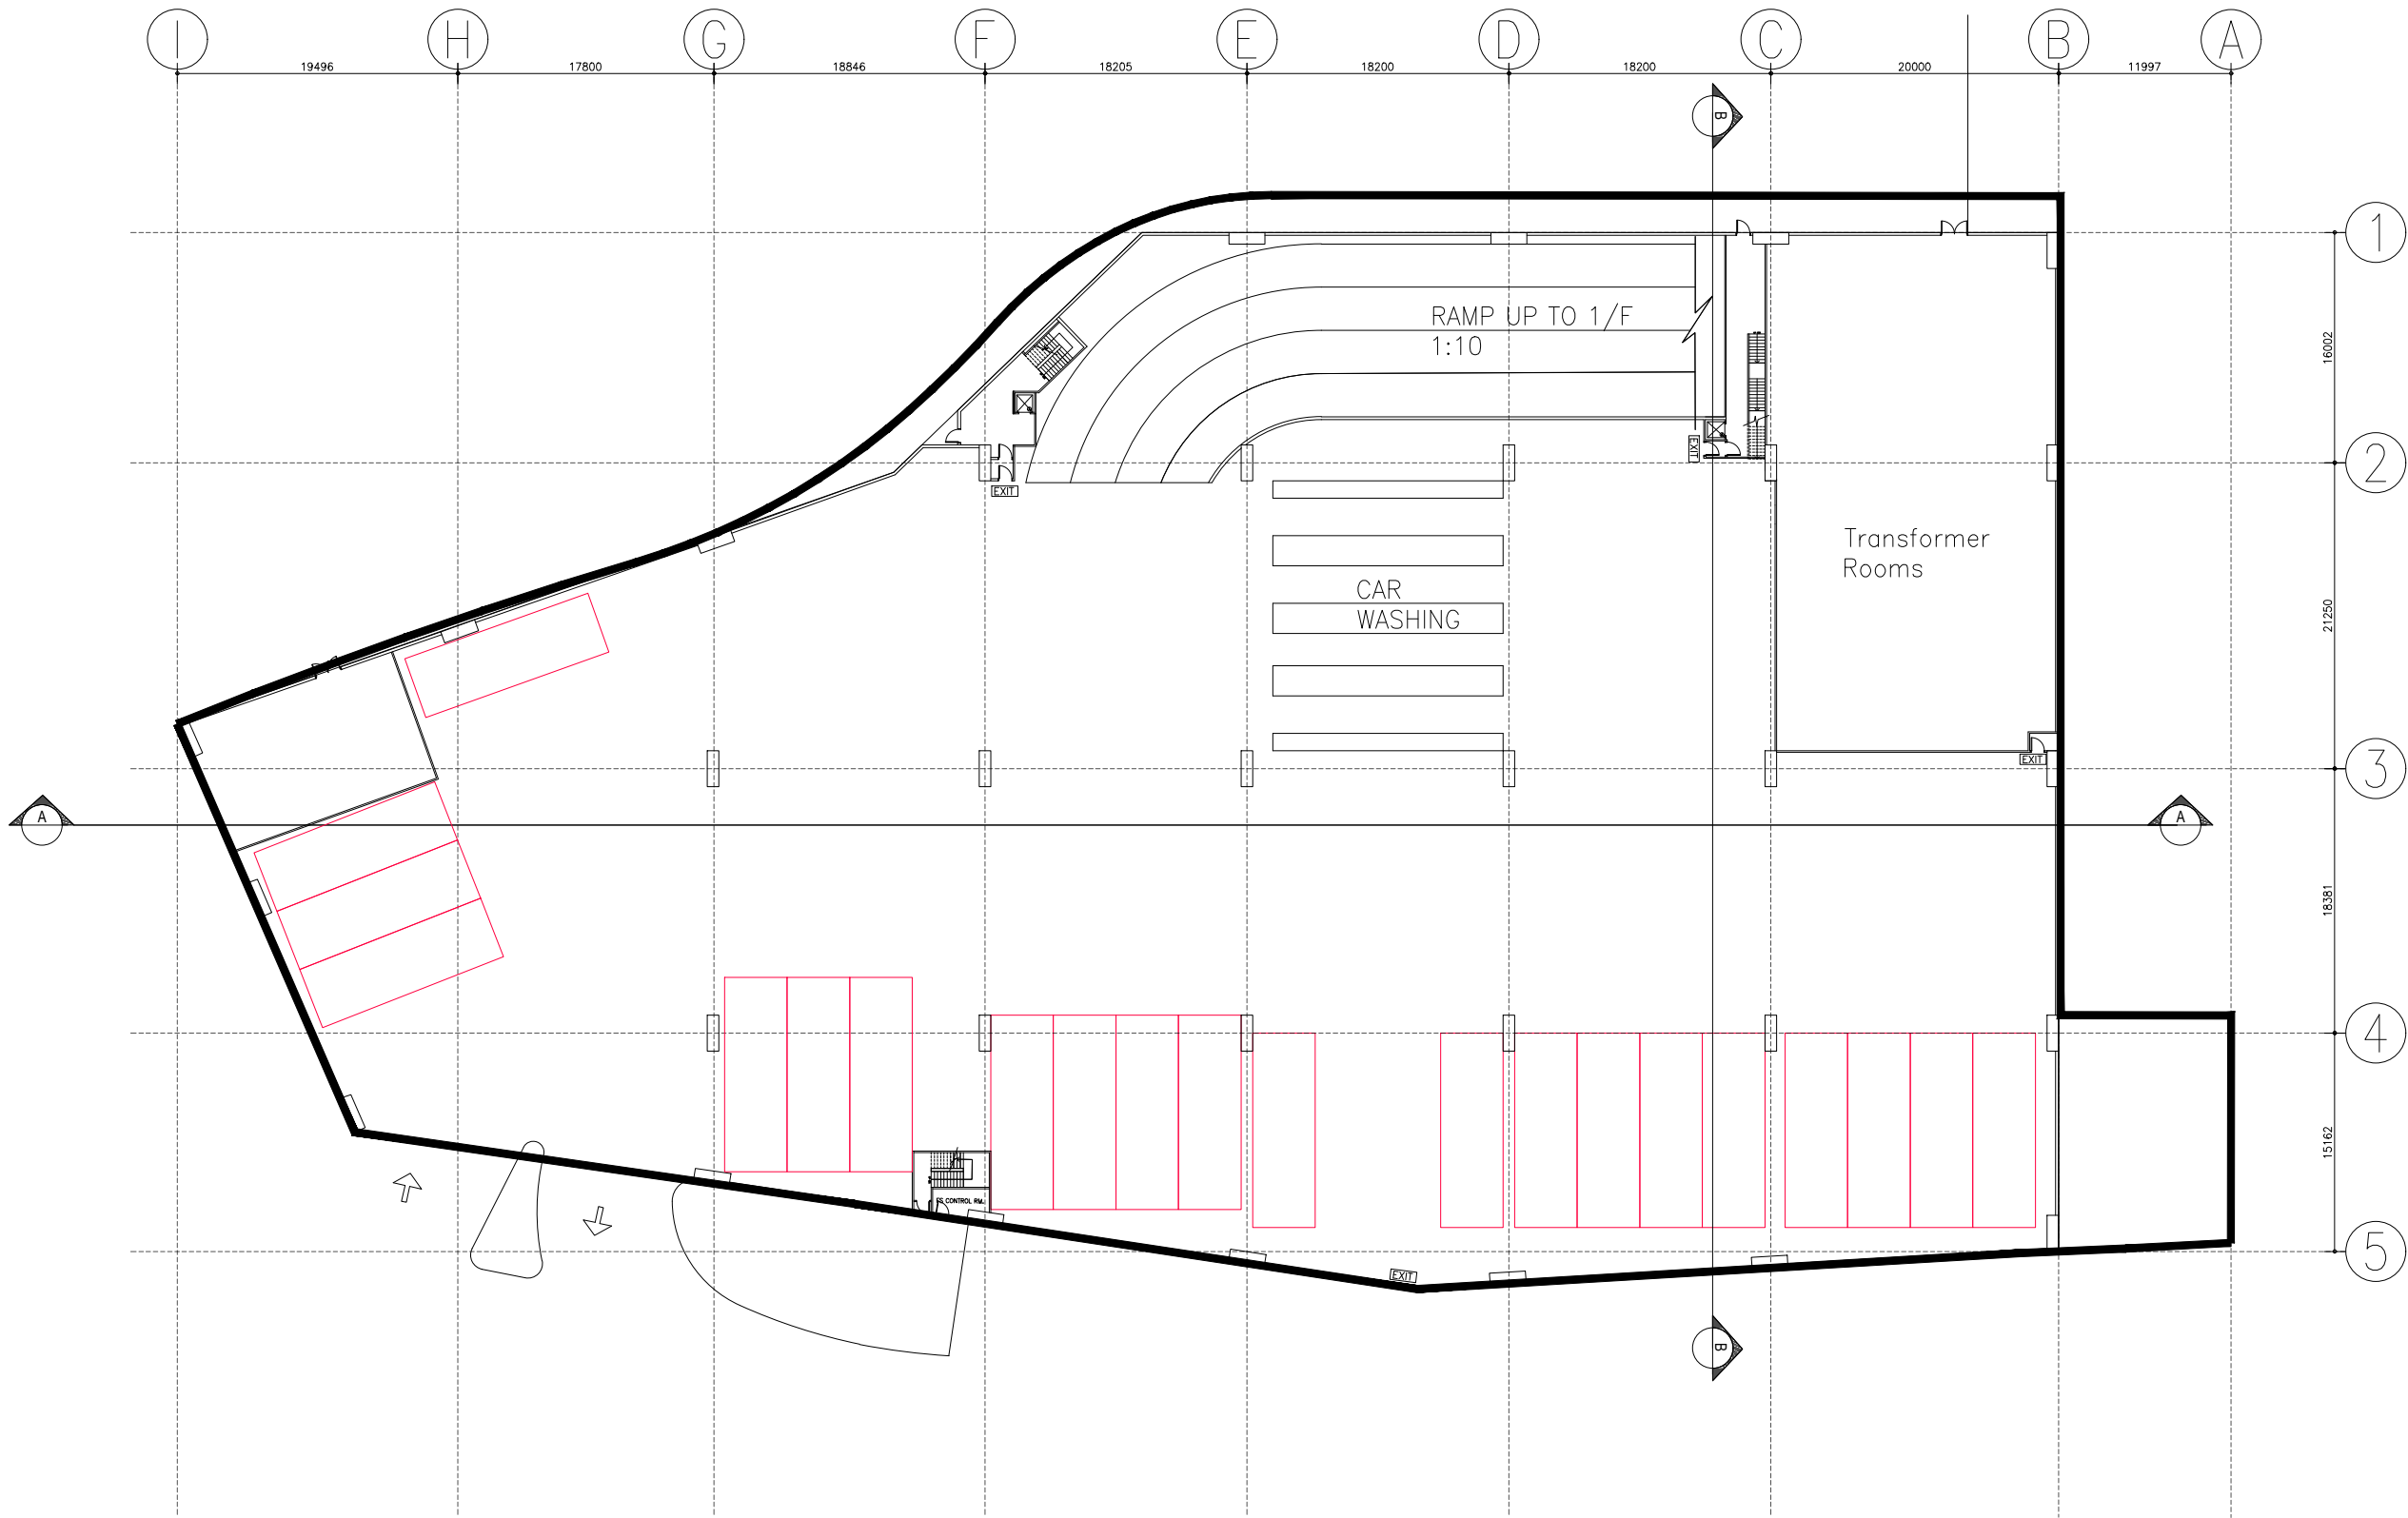 I H G F E D C B A
19496 17800 18846 18205 18200 18200 20000 11997
B
1
RAMP UP TO 1/F
1:10
16002
EXIT
2
EXIT
Transformer
Rooms
CAR
WASHING
21250
EXIT
3
A
A
18381
4
15162
FS CONTROL RM.
5
EXIT
B